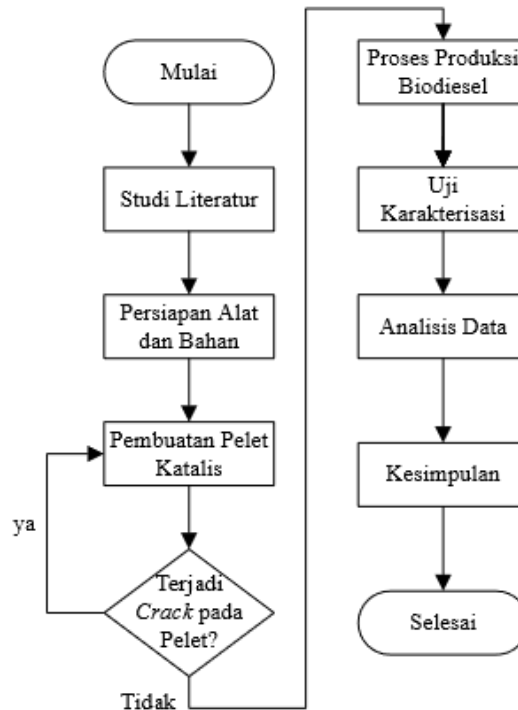 Mulai
Studi Literatur
Persiapan Alat
dan Bahan
Pembuatan Pelet
Katalis
ya
Terjadi
Crack pada
Pelet?
Tidak
Proses Produksi
Biodiesel
Uji
Karakterisasi
Analisis Data
Kesimpulan
Selesai